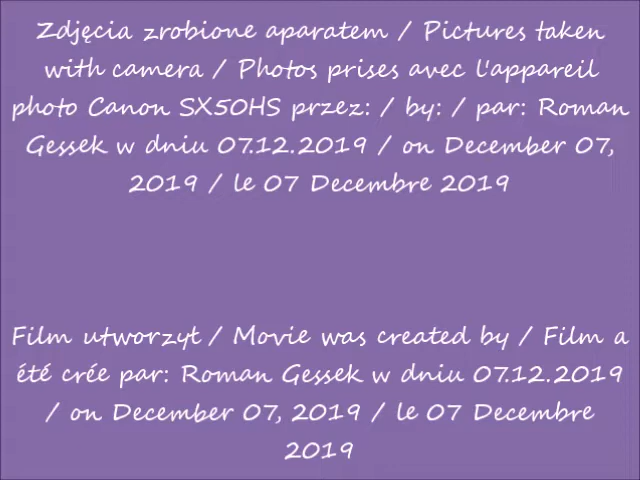 Zdjęcia zrobione aparatem / Pictures taken
with camera / Photos prises avec l'appareil
photo Canon SX50HS przez: / by: / par: Roman
Gessek w dniu 07.12.2019 / on December 07,
2019 / le 07 Decembre 2019
Film utworzył / Movie was created by / Film a
été crée par: Roman Gessek w dniu 07.12.2019
/ on December 07, 2019 / le 07 Decembre
2019